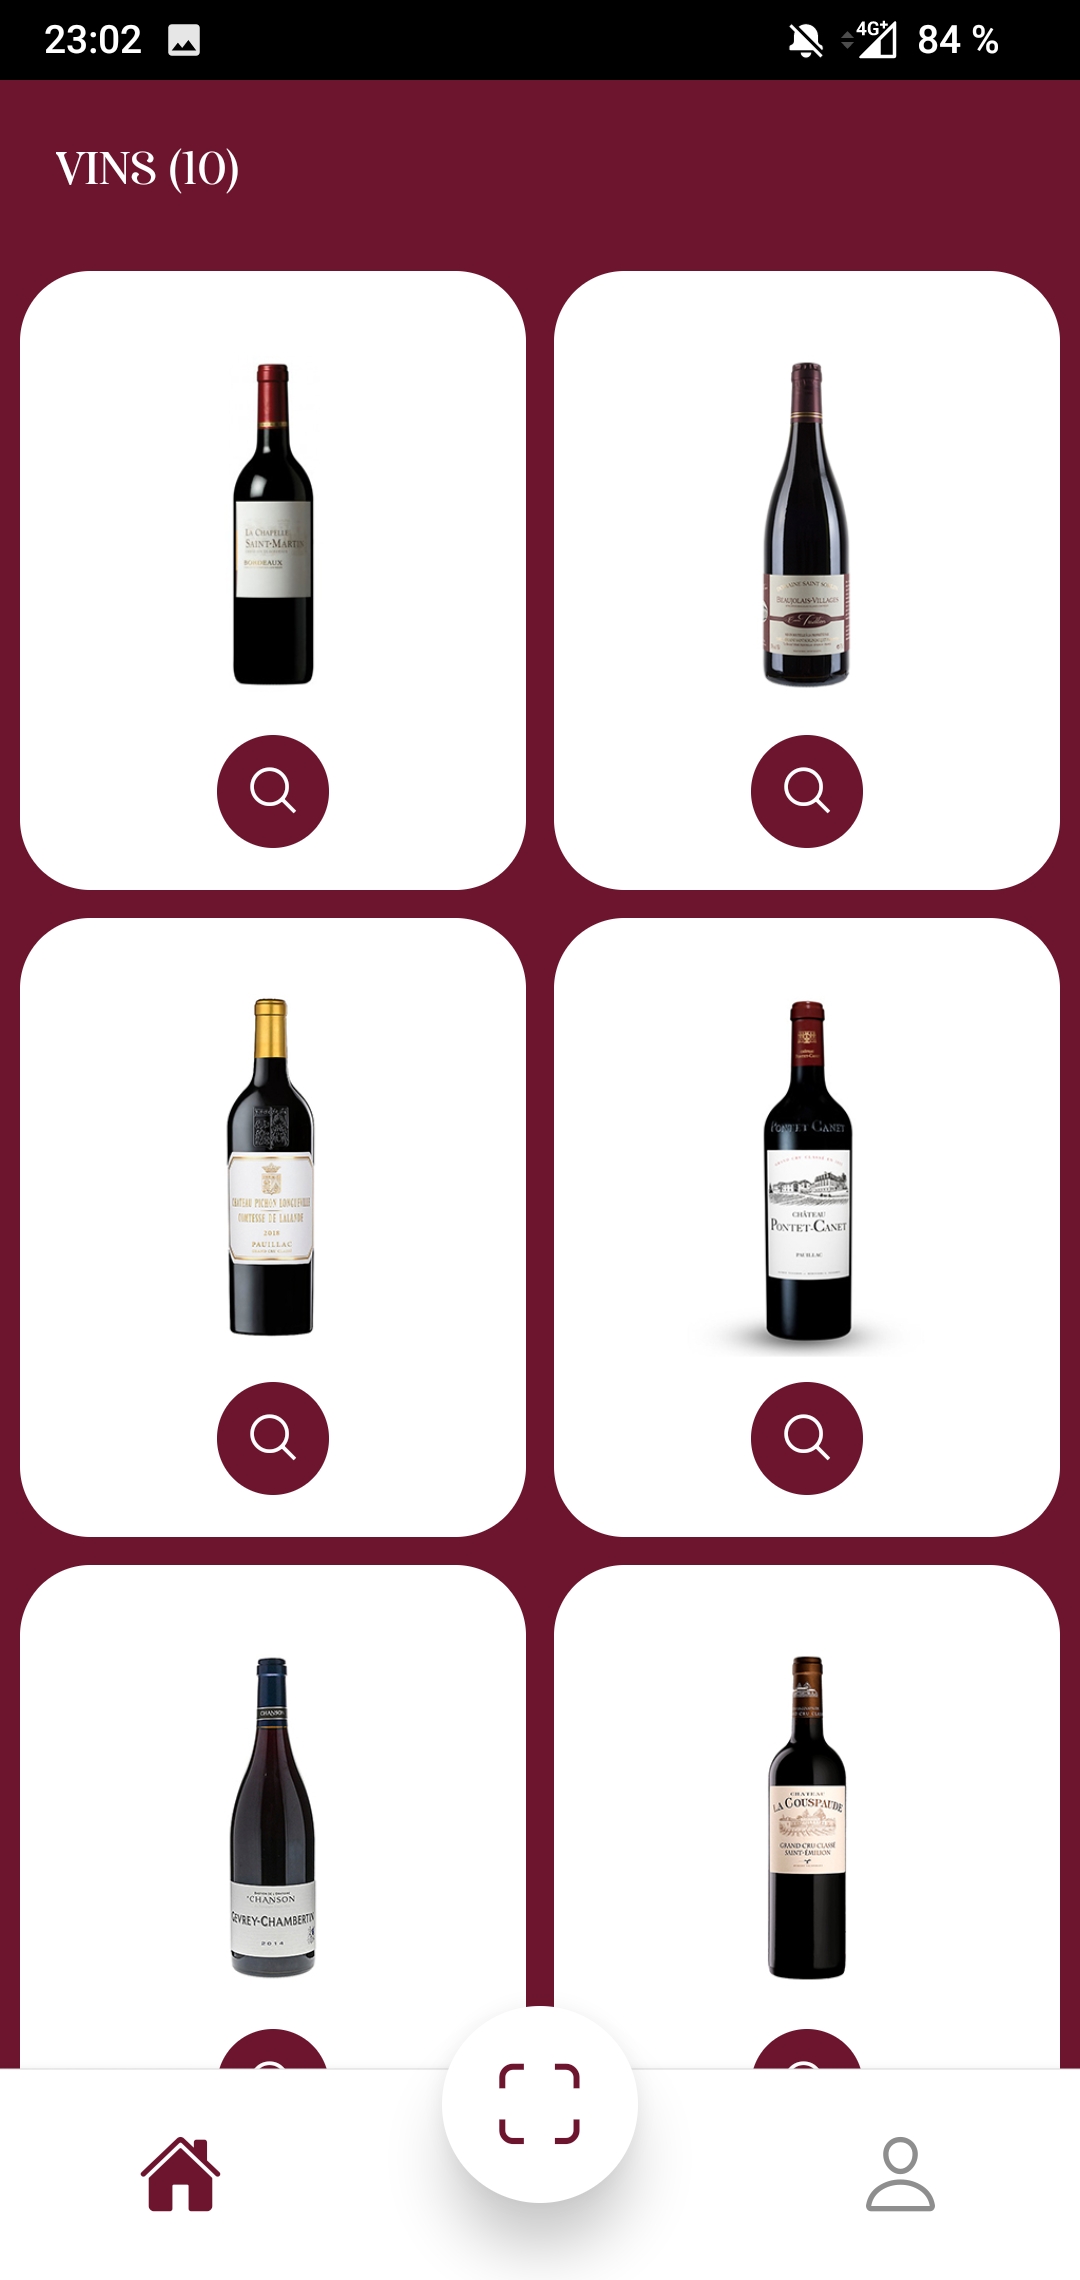 23:02
4G+
84 %
VINS (10)
LA CHAPELLE
SAINT-MARTIN
BORDEAUX
BEAUJOLAIS-VILLAGES
CHATEAU PICHON LONGUEVILLE
COMTESSE DE LALANDE
2018
PAUILLAC
PONTET CANET
CHÂTEAU
PONTET-CANET
PAUILLAC
CHANSON
CHANSON
GEVREY-CHAMBERTIN
2014
CHATEAU
LA COUSPAUDE
GRAND CRU CLASSÉ
SAINT-ÉMILION